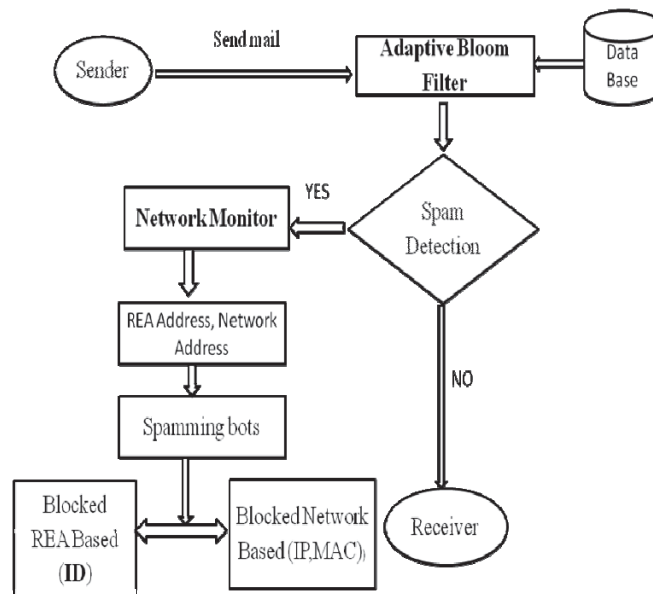 Send mail
Sender
Adaptive Bloom
Filter
Data
Base
YES
Network Monitor
Spam
Detection
REA Address, Network
Address
NO
Spamming bots
Blocked
REA Based
(ID)
Blocked Network
Based (IP,MAC))
Receiver